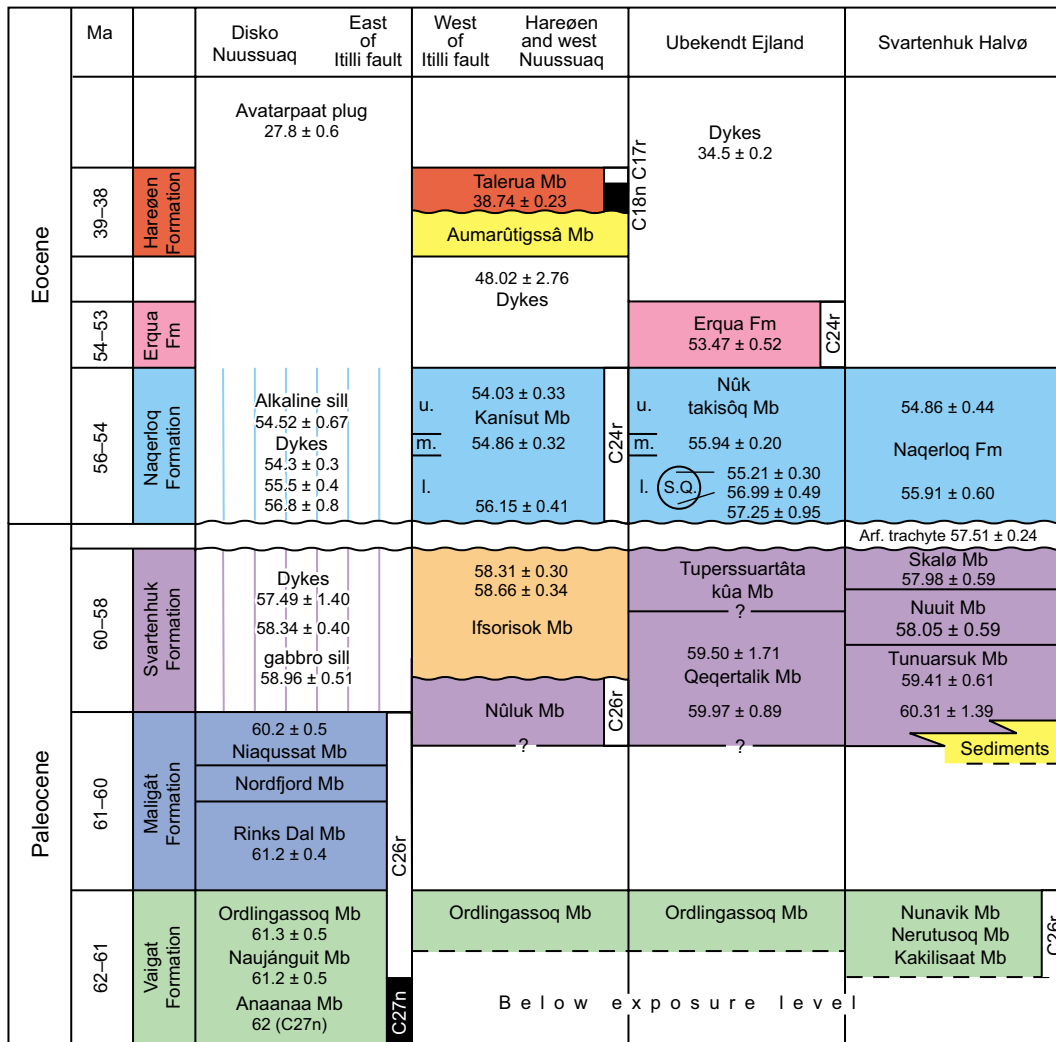 Ma
Disko
Nuussuaq
East
of
Itilli fault
West
of
Itilli fault
Hareøen
and west
Nuussuaq
Ubekendt Ejland
Svartenhuk Halvø
Eocene
Avatarpaat plug
27.8 ± 0.6
Dykes
34.5 ± 0.2
39–38
Hareøen
Formation
Talerua Mb
38.74 ± 0.23
Aumarûtigssâ Mb
C18n C17r
48.02 ± 2.76
Dykes
54–53
Erqua
Fm
Erqua Fm
53.47 ± 0.52
C24r
56–54
Naqerloq
Formation
Alkaline sill
54.52 ± 0.67
Dykes
54.3 ± 0.3
55.5 ± 0.4
56.8 ± 0.8
u.
m.
l.
54.03 ± 0.33
Kanísut Mb
54.86 ± 0.32
56.15 ± 0.41
C24r
u.
m.
l.
Nûk
takisôq Mb
55.94 ± 0.20
S.Q.
55.21 ± 0.30
56.99 ± 0.49
57.25 ± 0.95
54.86 ± 0.44
Naqerloq Fm
55.91 ± 0.60
Arf. trachyte 57.51 ± 0.24
Paleocene
60–58
Svartenhuk
Formation
Dykes
57.49 ± 1.40
58.34 ± 0.40
gabbro sill
58.96 ± 0.51
58.31 ± 0.30
58.66 ± 0.34
Ifsorisok Mb
Nûluk Mb
?
C26r
Tuperssuartâta
kûa Mb
?
59.50 ± 1.71
Qeqertalik Mb
59.97 ± 0.89
?
Skalø Mb
57.98 ± 0.59
Nuuit Mb
58.05 ± 0.59
Tunuarsuk Mb
59.41 ± 0.61
60.31 ± 1.39
Sediments
61–60
Maligât
Formation
60.2 ± 0.5
Niaqussat Mb
Nordfjord Mb
Rinks Dal Mb
61.2 ± 0.4
C26r
62–61
Vaigat
Formation
Ordlingassoq Mb
61.3 ± 0.5
Naujánguit Mb
61.2 ± 0.5
Anaanaa Mb
62 (C27n)
C27n
Ordlingassoq Mb
Ordlingassoq Mb
Nunavik Mb
Nerutusoq Mb
Kakilisaat Mb
C26r
Below exposure level